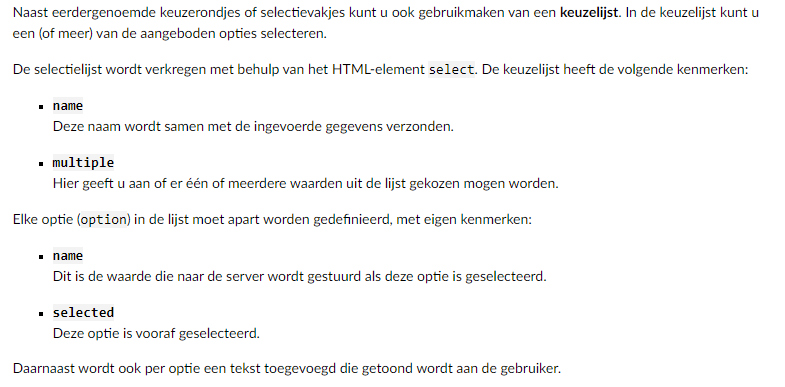 Naast eerdergenoemde keuzerondjes of selectievakjes kunt u ook gebruikmaken van een keuzelijst. In de keuzelijst kunt u
een (of meer) van de aangeboden opties selecteren.
De selectielijst wordt verkregen met behulp van het HTML-element select. De keuzelijst heeft de volgende kenmerken:
▪ name
Deze naam wordt samen met de ingevoerde gegevens verzonden.
▪ multiple
Hier geeft u aan of er één of meerdere waarden uit de lijst gekozen mogen worden.
Elke optie (option) in de lijst moet apart worden gedefinieerd, met eigen kenmerken:
▪ name
Dit is de waarde die naar de server wordt gestuurd als deze optie is geselecteerd.
▪ selected
Deze optie is vooraf geselecteerd.
Daarnaast wordt ook per optie een tekst toegevoegd die getoond wordt aan de gebruiker.